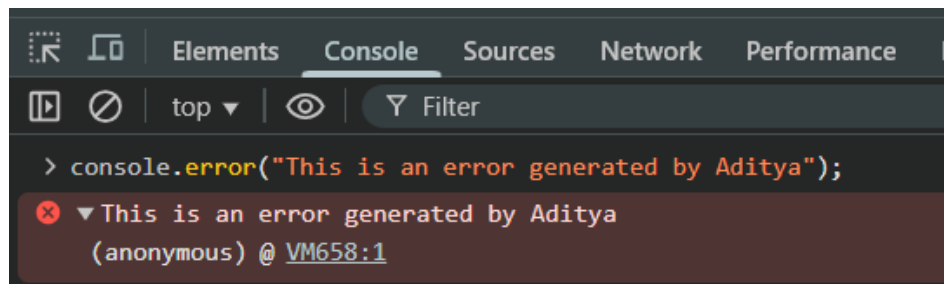 Elements Console Sources Network Performance
top Filter
> console.error("This is an error generated by Aditya");
This is an error generated by Aditya
(anonymous) @ VM658:1